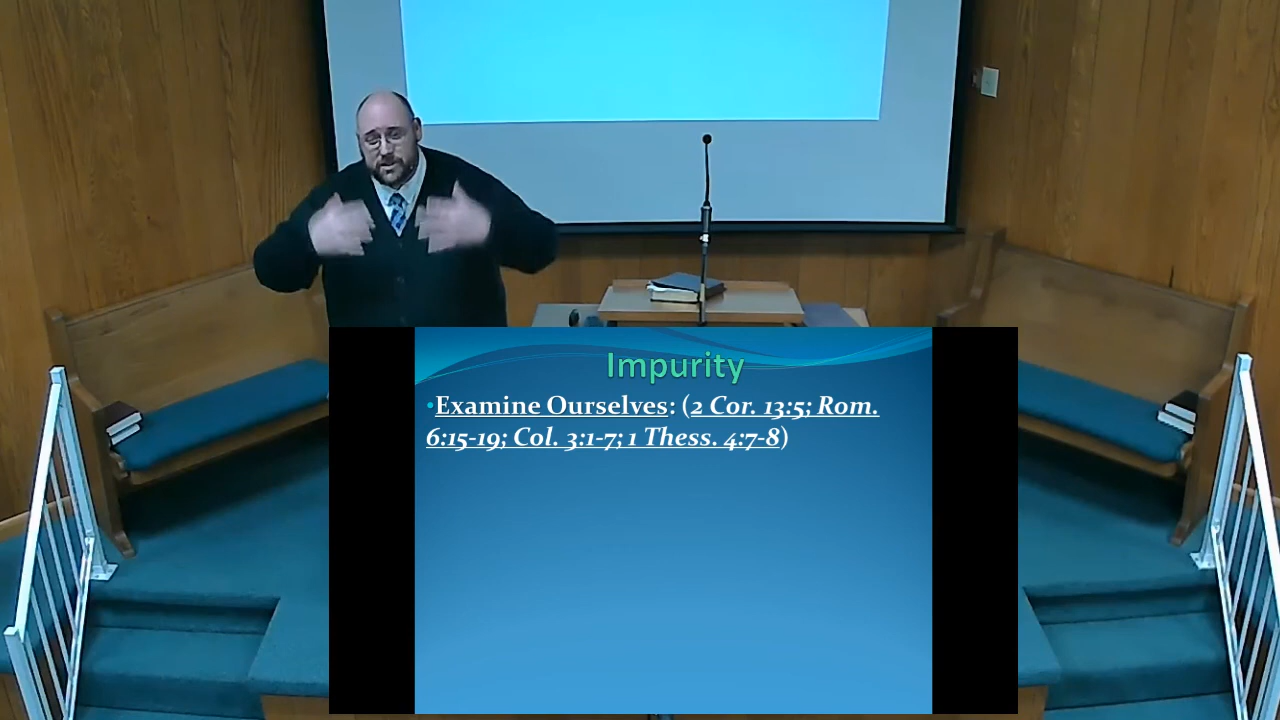 Impurity
•Examine Ourselves: (2 Cor. 13:5; Rom.
6:15-19; Col. 3:1-7; 1 Thess. 4:7-8)